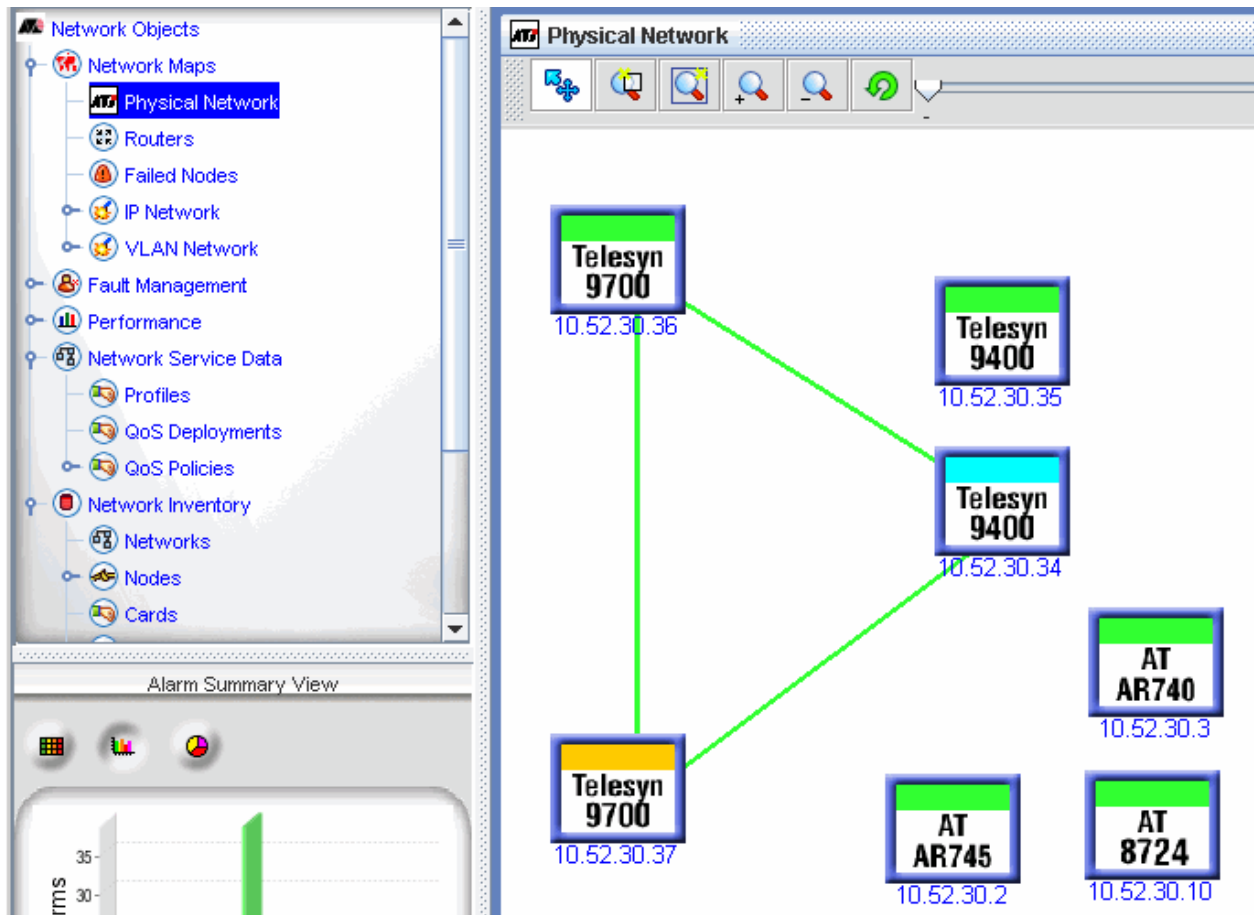 Network Objects
Network Maps
Physical Network
Routers
Failed Nodes
IP Network
VLAN Network
Fault Management
Performance
Network Service Data
Profiles
QoS Deployments
QoS Policies
Network Inventory
Networks
Nodes
Cards
Alarm Summary View
35
30
Physical Network
Telesyn
9700
10.52.30.36
Telesyn
9400
10.52.30.35
Telesyn
9400
10.52.30.34
AT
AR740
10.52.30.3
Telesyn
9700
10.52.30.37
AT
AR745
10.52.30.2
AT
8724
10.52.30.10